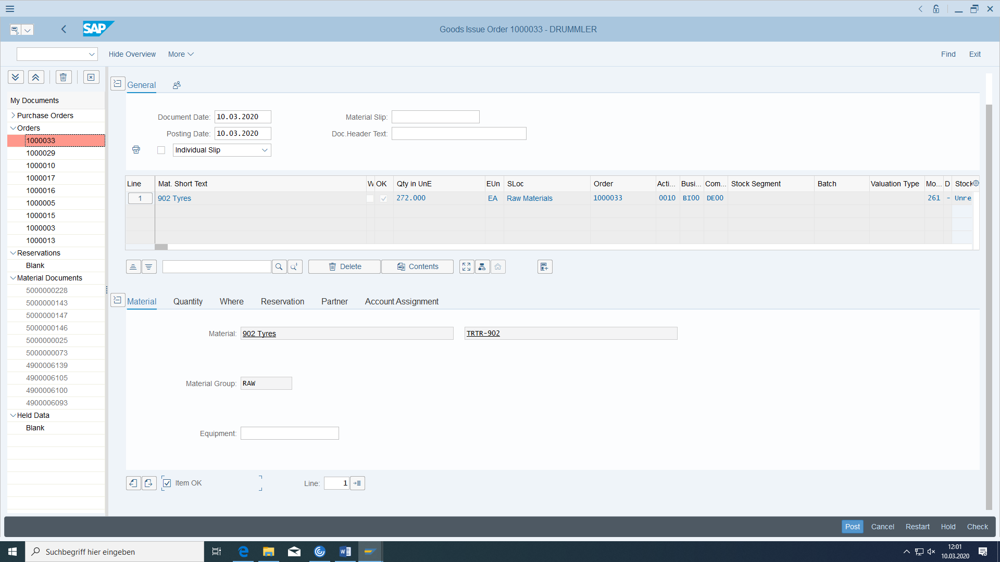 SAP
Goods Issue Order 1000033 - DRUMMLER
Hide Overview More Find Exit
My Documents
Purchase Orders
Orders
1000033
1000029
1000010
1000017
1000016
1000005
1000015
1000003
1000013
Reservations
Blank
Material Documents
5000000228
5000000143
5000000147
5000000146
5000000025
5000000073
4900006139
4900006105
4900006100
4900006093
Held Data
Blank
General
Document Date: 10.03.2020 Material Slip:
Posting Date: 10.03.2020 Doc.Header Text:
Individual Slip
Line Mat. Short Text W OK Qty in UnE EUn SLoc Order Acti... Busi... Com... Stock Segment Batch Valuation Type Mo... D Stock
1 902 Tyres 272.000 EA Raw Materials 1000033 0010 BI00 DE00 261 - Unre
Delete Contents
Material Quantity Where Reservation Partner Account Assignment
Material: 902 Tyres TRTR-902
Material Group: RAW
Equipment:
Item OK Line: 1
Post Cancel Restart Hold Check
Suchbegriff hier eingeben
12:01
10.03.2020